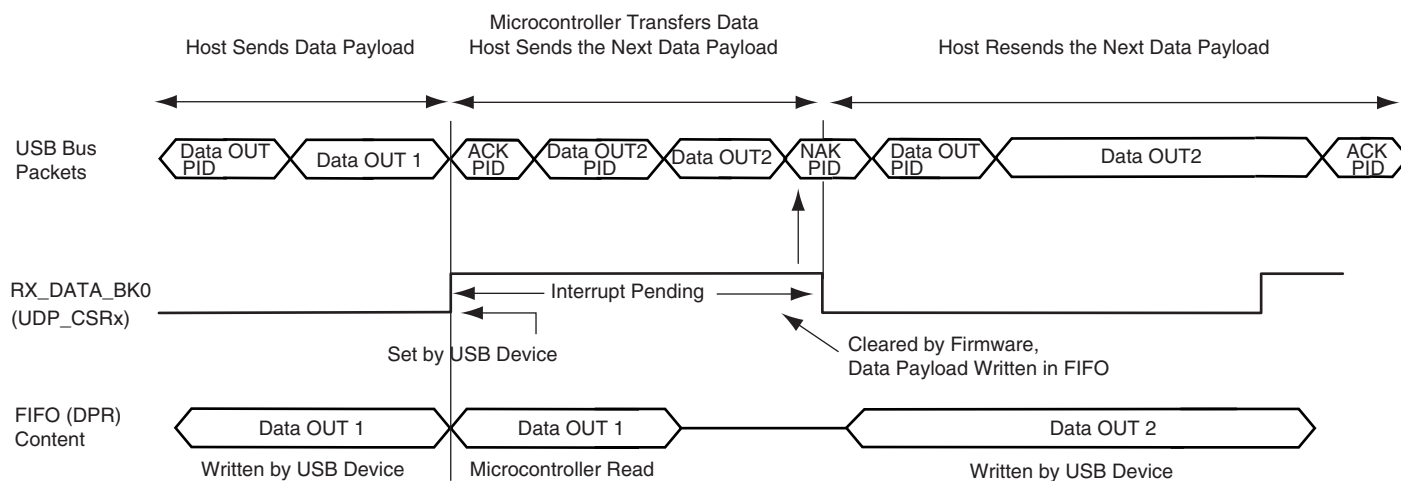 Microcontroller Transfers Data
Host Sends Data Payload
Host Sends the Next Data Payload
Host Resends the Next Data Payload
USB Bus
Packets
Data OUT
PID
Data OUT 1
ACK
PID
Data OUT2
PID
Data OUT2
NAK
PID
Data OUT
PID
Data OUT2
ACK
PID
RX_DATA_BK0
(UDP_CSRx)
Interrupt Pending
Set by USB Device
Cleared by Firmware,
Data Payload Written in FIFO
FIFO (DPR)
Content
Data OUT 1
Data OUT 1
Data OUT 2
Written by USB Device
Microcontroller Read
Written by USB Device